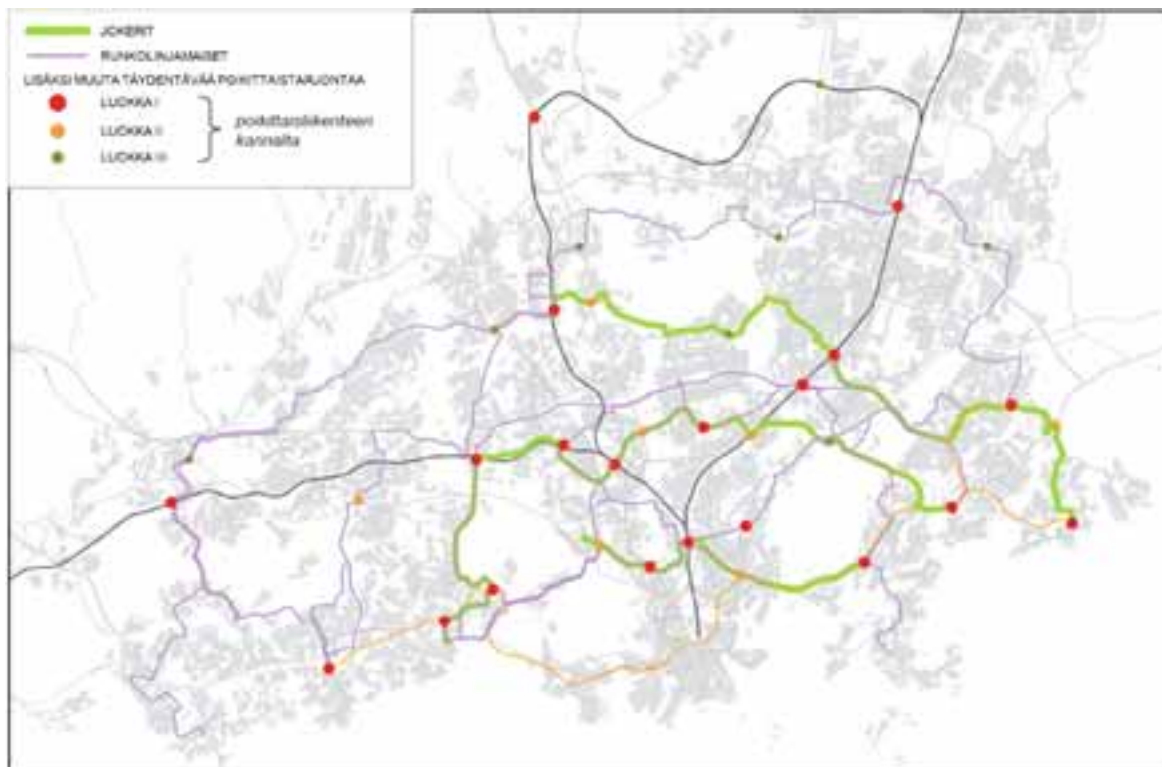 JOKERIT
RUNKOLINJAMAISET
LISÄKSI MUUTA TÄYDENTÄVÄÄ POIKITTAISTARJONTAA
LUOKKA I
LUOKKA II
LUOKKA III
poikittaisliikenteen
kannalta